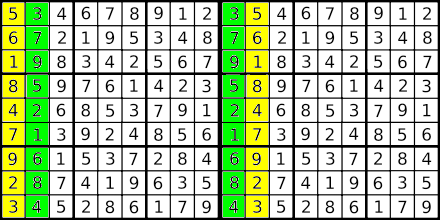 5 3 4 6 7 8 9 1 2 3 5 4 6 7 8 9 1 2
6 7 2 1 9 5 3 4 8 7 6 2 1 9 5 3 4 8
1 9 8 3 4 2 5 6 7 9 1 8 3 4 2 5 6 7
8 5 9 7 6 1 4 2 3 5 8 9 7 6 1 4 2 3
4 2 6 8 5 3 7 9 1 2 4 6 8 5 3 7 9 1
7 1 3 9 2 4 8 5 6 1 7 3 9 2 4 8 5 6
9 6 1 5 3 7 2 8 4 6 9 1 5 3 7 2 8 4
2 8 7 4 1 9 6 3 5 8 2 7 4 1 9 6 3 5
3 4 5 2 8 6 1 7 9 4 3 5 2 8 6 1 7 9